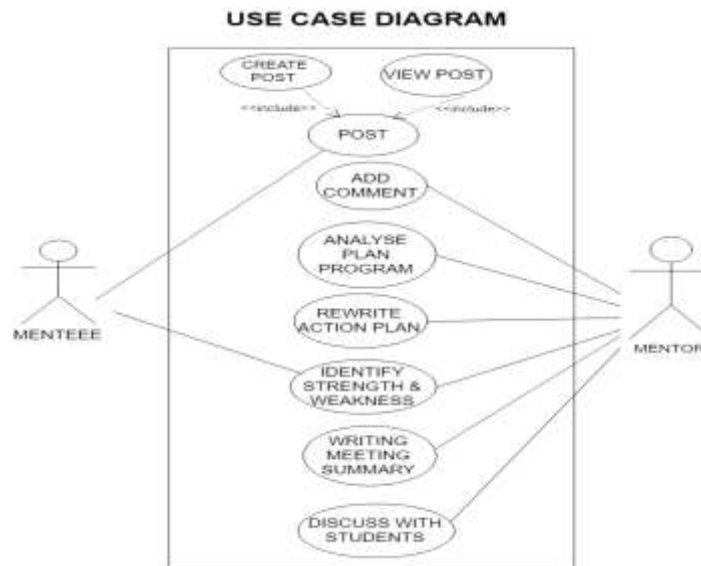 USE CASE DIAGRAM
CREATE
POST
VIEW POST
<<include>>
<<include>>
POST
ADD
COMMENT
ANALYSE
PLAN
PROGRAM
REWRITE
ACTION PLAN
IDENTIFY
STRENGTH &
WEAKNESS
WRITING
MEETING
SUMMARY
DISCUSS WITH
STUDENTS
MENTEEE
MENTOR